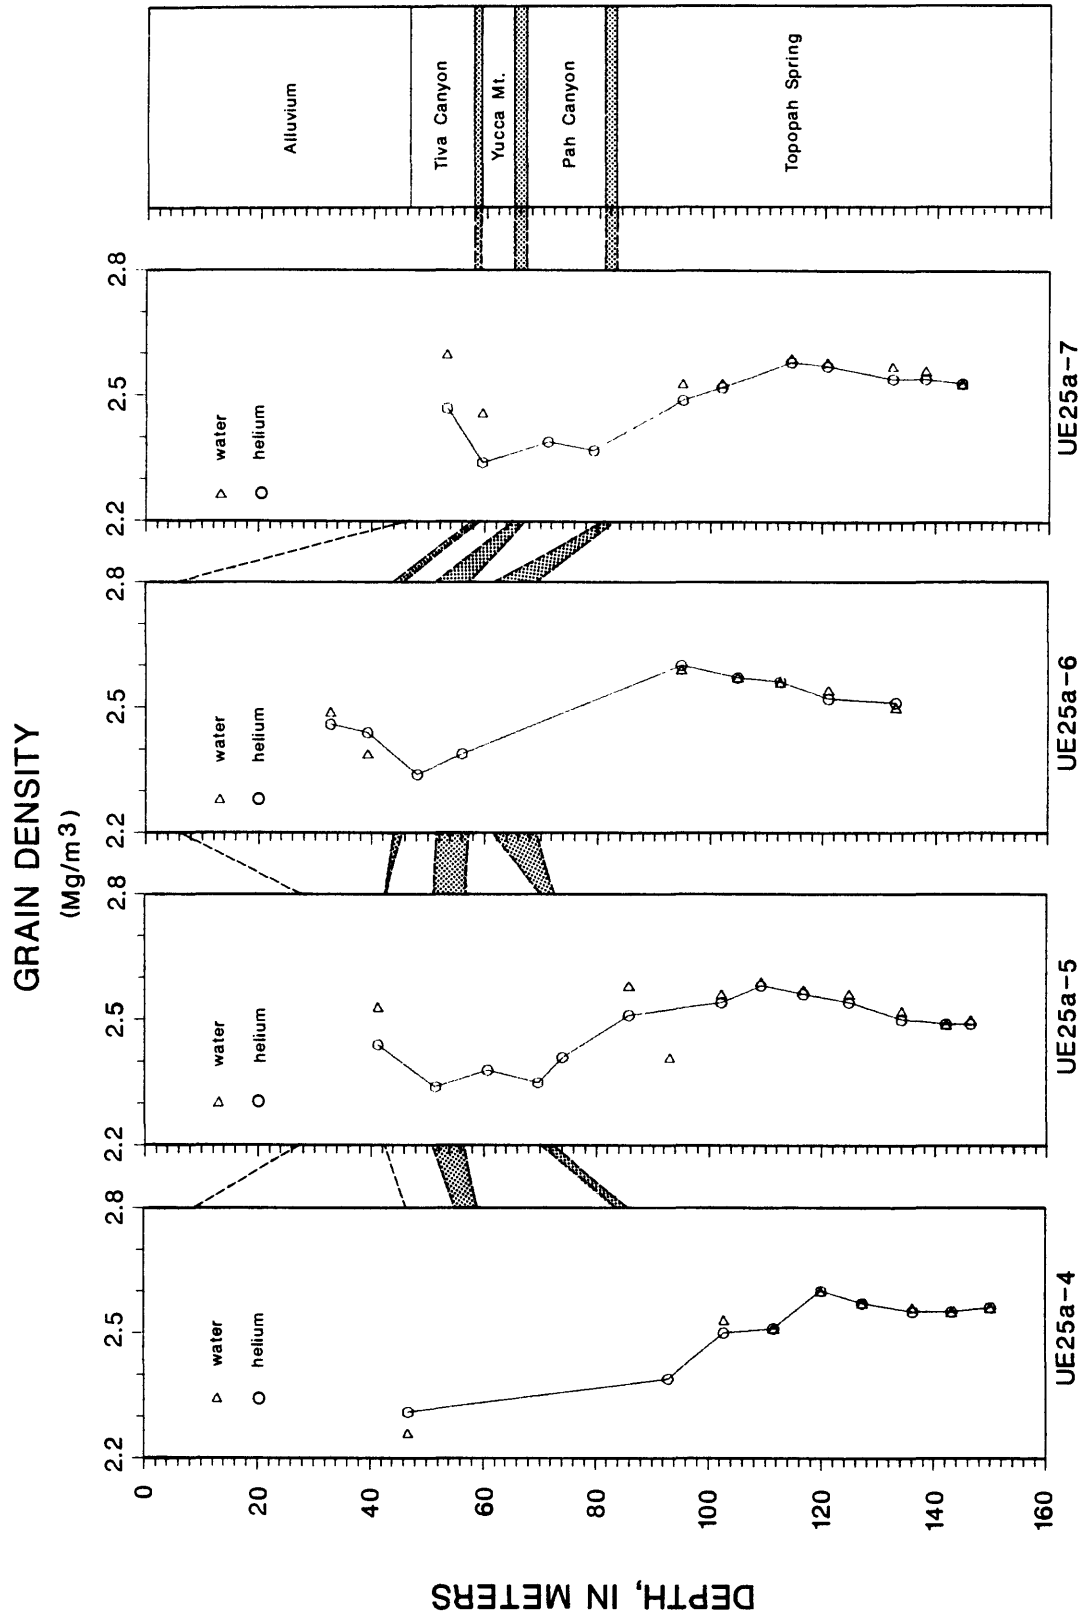 GRAIN DENSITY
(Mg/m³)
Alluvium
Tiva Canyon
Yucca Mt.
Pah Canyon
Topopah Spring
2.8
2.5
2.2
water
helium
UE25a-7
2.8
2.5
2.2
water
helium
UE25a-6
2.8
2.5
2.2
water
helium
UE25a-5
2.8
2.5
2.2
water
helium
UE25a-4
0
20
40
60
80
100
120
140
160
DEPTH, IN METERS